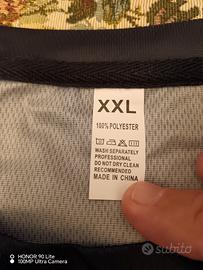 XXL
100% POLYESTER
WASH SEPARATELY
PROFESSIONAL
DO NOT DRY CLEAN
RECOMMENDED
MADE IN CHINA
HONOR 90 Lite
100MP Ultra Camera
subito